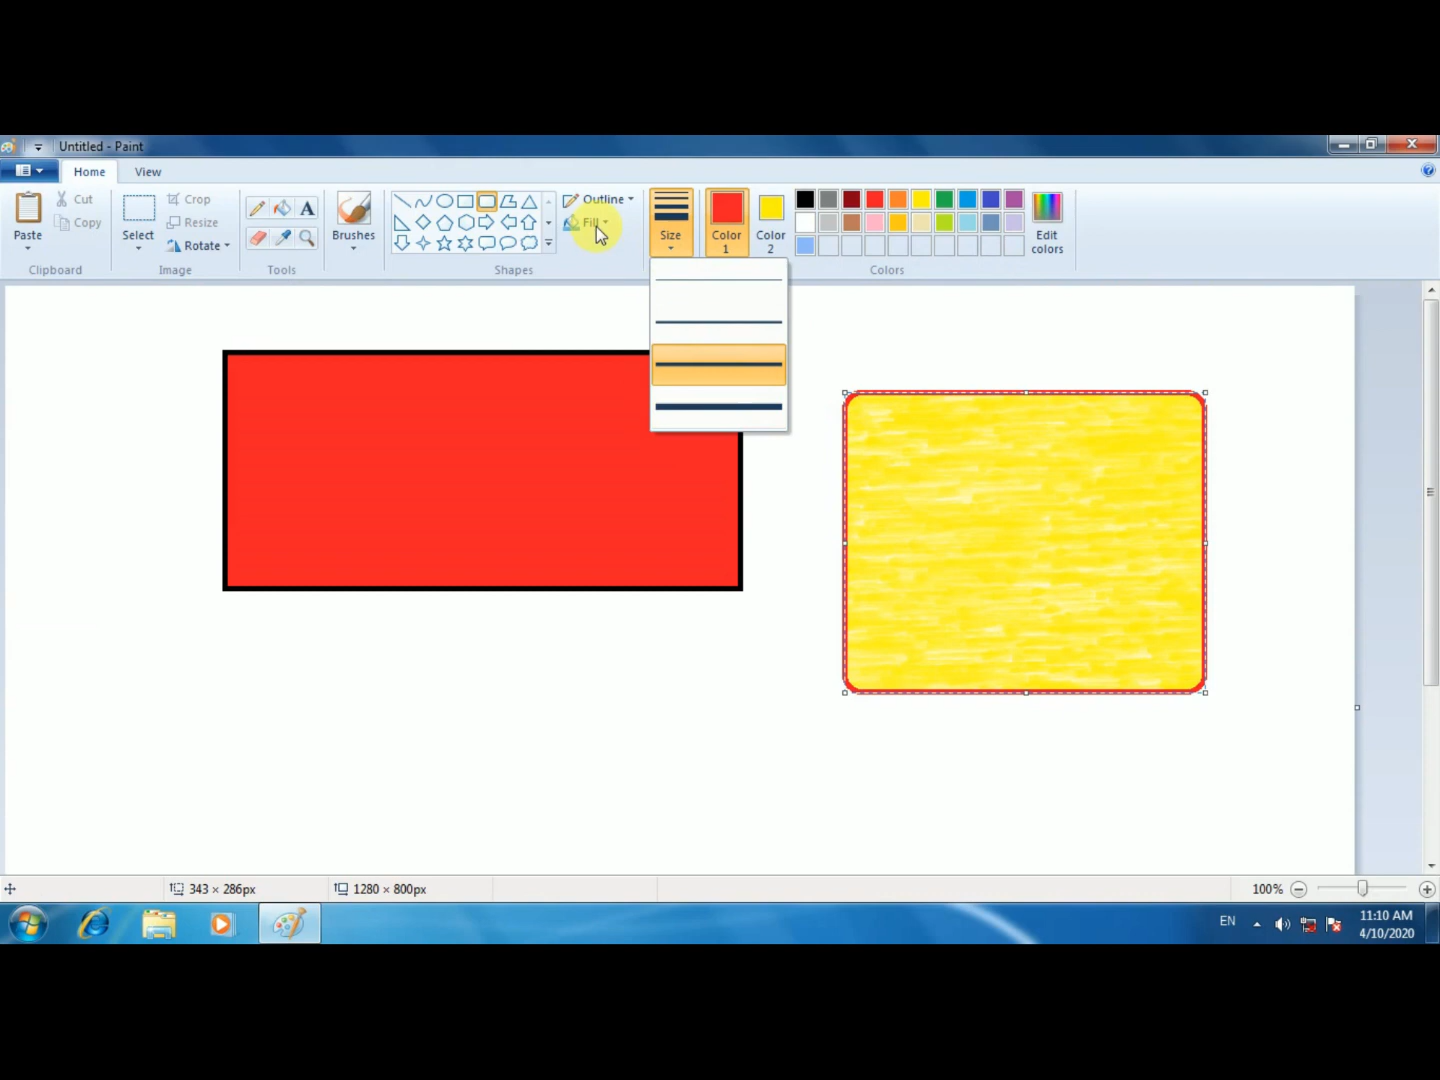 Untitled - Paint
Home View
Paste
Cut
Copy
Clipboard
Select
Crop
Resize
Rotate
Image
A
Tools
Brushes
Outline
Fill
Shapes
Size
Color 1
Color 2
Edit colors
Colors
343 × 286px
1280 × 800px
100%
EN
11:10 AM
4/10/2020